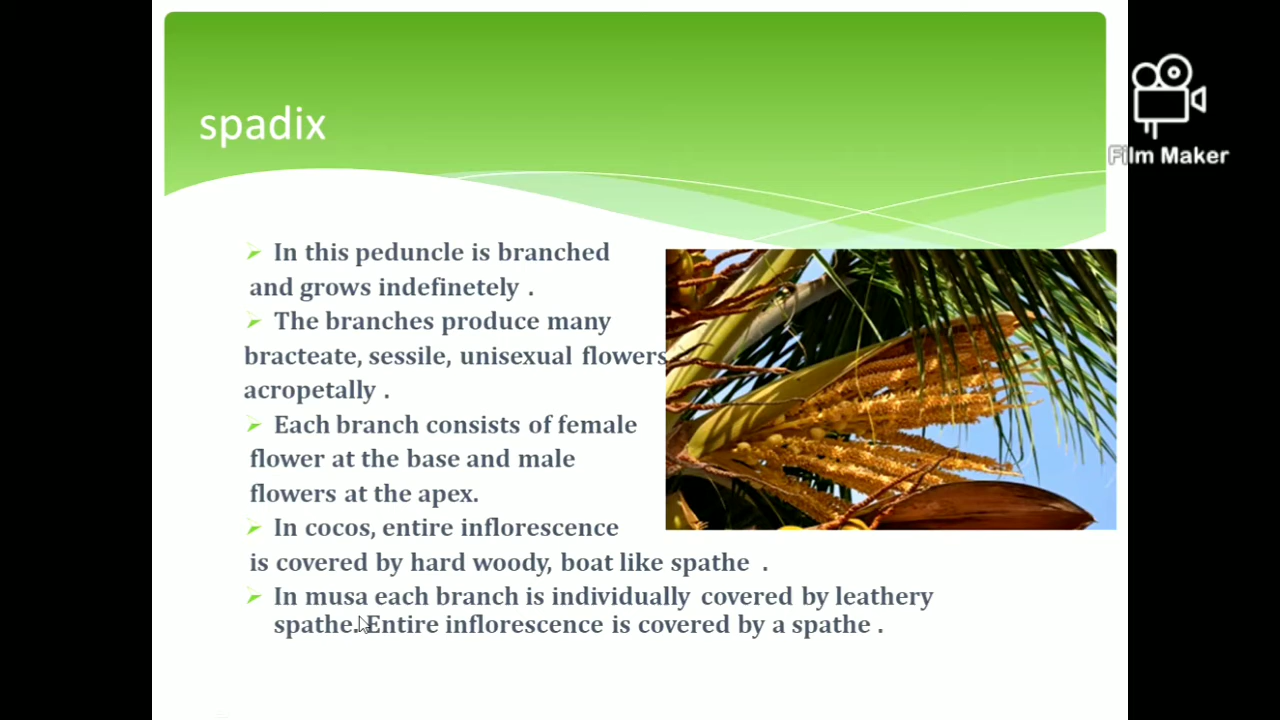 spadix
Film Maker
In this peduncle is branched
and grows indefinetely .
The branches produce many
bracteate, sessile, unisexual flowers
acropetally .
Each branch consists of female
flower at the base and male
flowers at the apex.
In cocos, entire inflorescence
is covered by hard woody, boat like spathe .
In musa each branch is individually covered by leathery
spathe. Entire inflorescence is covered by a spathe .